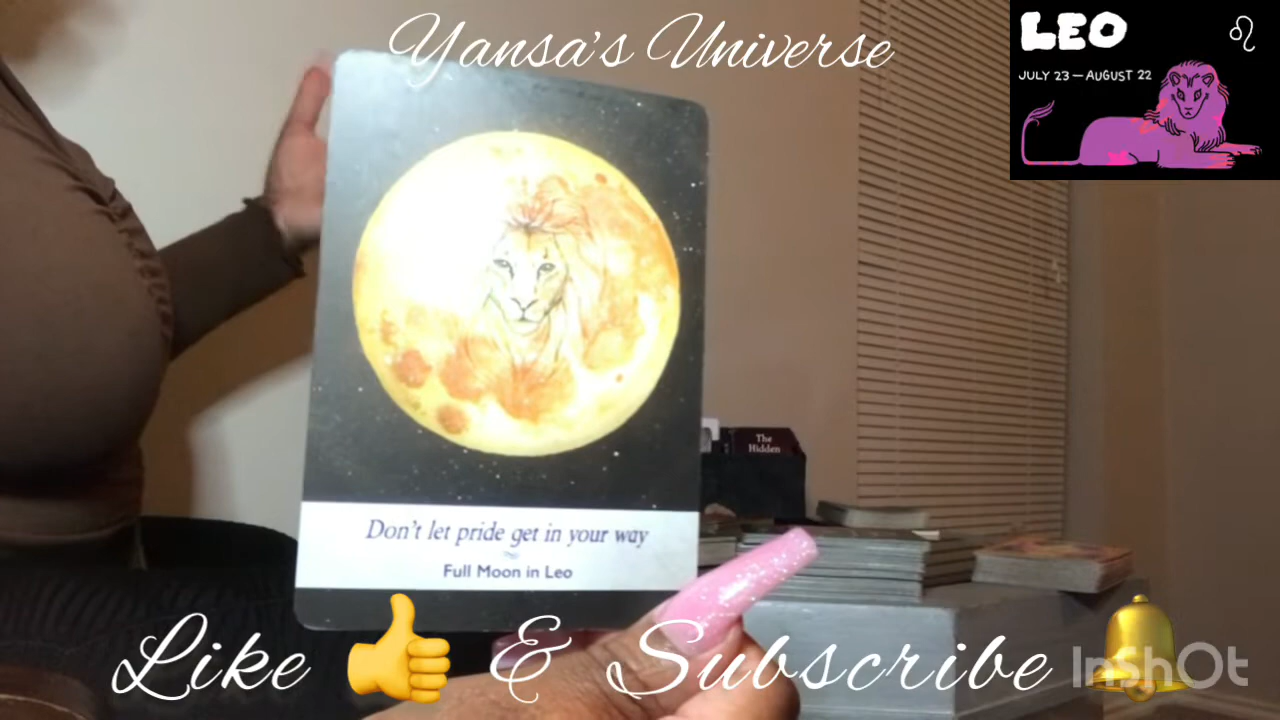 Yansa's Universe
LEO ♌
JULY 23 — AUGUST 22
The
Hidden
Don't let pride get in your way
Full Moon in Leo
Like 👍 & Subscribe 🔔
InShOt